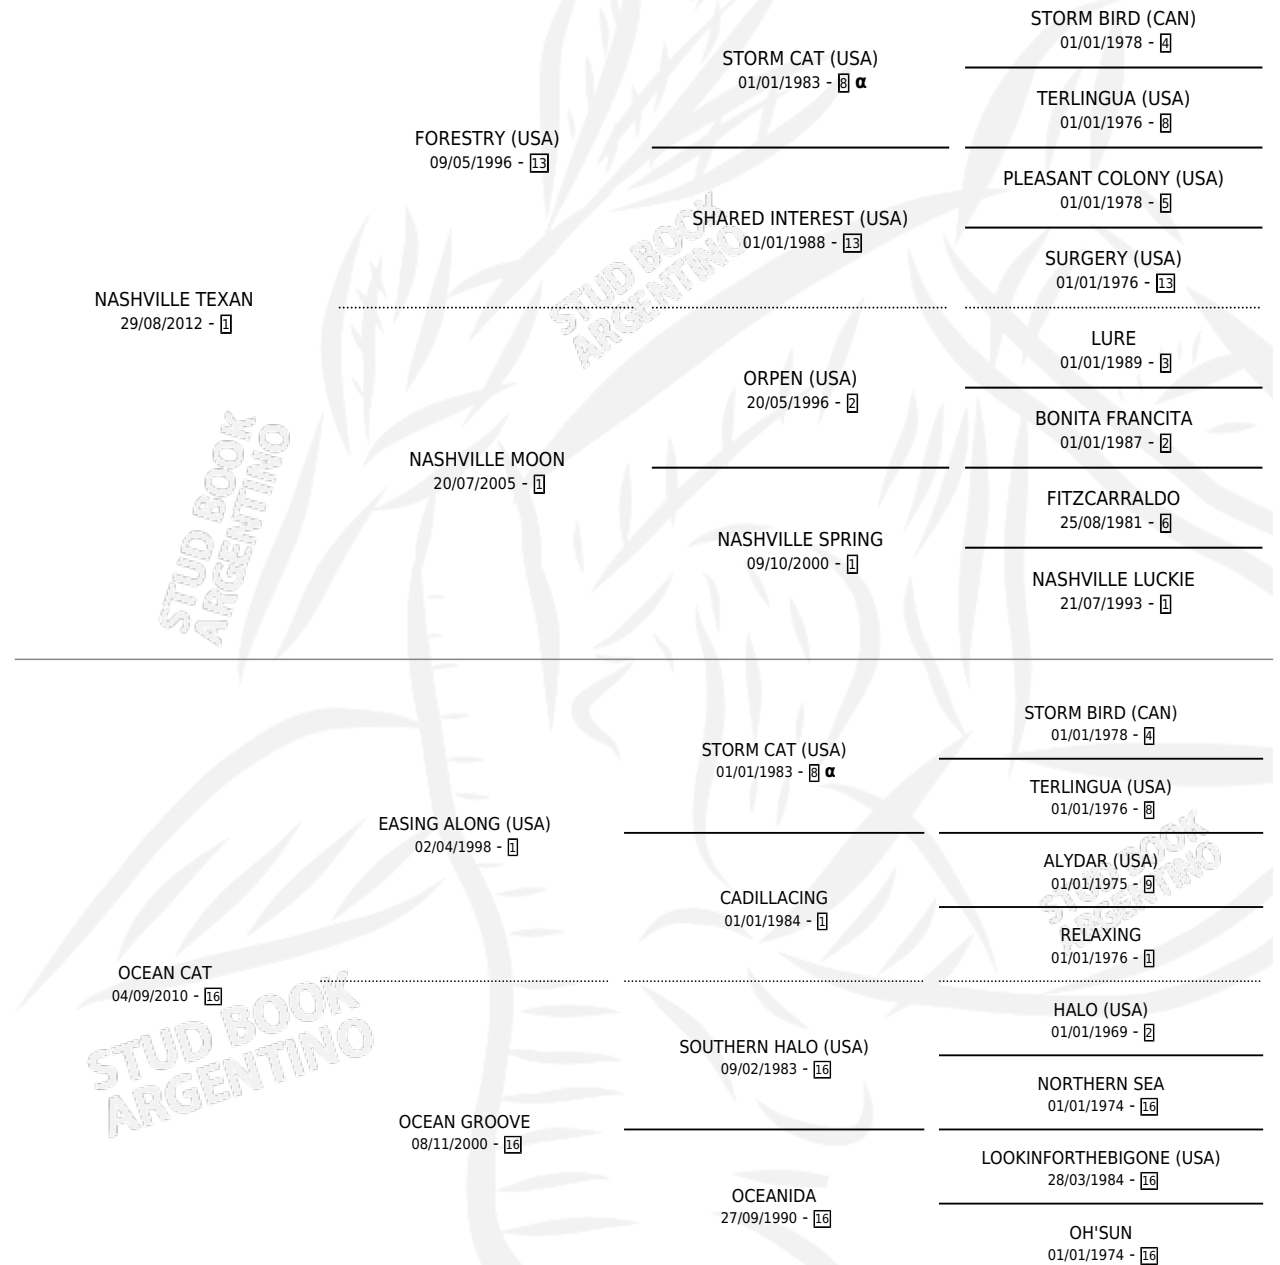 STORM BIRD (CAN)
01/01/1978 - 4
STORM CAT (USA)
01/01/1983 - 8 α
TERLINGUA (USA)
01/01/1976 - 8
FORESTRY (USA)
09/05/1996 - 13
PLEASANT COLONY (USA)
01/01/1978 - 5
SHARED INTEREST (USA)
01/01/1988 - 13
SURGERY (USA)
01/01/1976 - 13
NASHVILLE TEXAN
29/08/2012 - 1
LURE
01/01/1989 - 3
ORPEN (USA)
20/05/1996 - 2
BONITA FRANCITA
01/01/1987 - 2
NASHVILLE MOON
20/07/2005 - 1
FITZCARRALDO
25/08/1981 - 6
NASHVILLE SPRING
09/10/2000 - 1
NASHVILLE LUCKIE
21/07/1993 - 1
STORM BIRD (CAN)
01/01/1978 - 4
STORM CAT (USA)
01/01/1983 - 8 α
TERLINGUA (USA)
01/01/1976 - 8
EASING ALONG (USA)
02/04/1998 - 1
ALYDAR (USA)
01/01/1975 - 9
CADILLACING
01/01/1984 - 1
RELAXING
01/01/1976 - 1
OCEAN CAT
04/09/2010 - 16
HALO (USA)
01/01/1969 - 2
SOUTHERN HALO (USA)
09/02/1983 - 16
NORTHERN SEA
01/01/1974 - 16
OCEAN GROOVE
08/11/2000 - 16
LOOKINFORTHEBIGONE (USA)
28/03/1984 - 16
OCEANIDA
27/09/1990 - 16
OH'SUN
01/01/1974 - 16
STUD BOOK
ARGENTINO
STUD BOOK
ARGENTINO
STUD BOOK
ARGENTINO
STUD BOOK
ARGENTINO